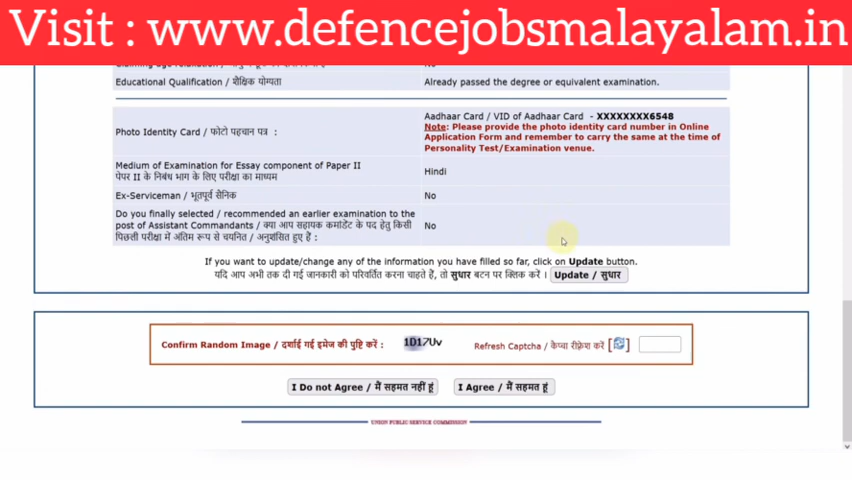 Visit : www.defencejobsmalayalam.in
No
Educational Qualification / शैक्षिक योग्यता
Already passed the degree or equivalent examination.
Photo Identity Card / फोटो पहचान पत्र :
Aadhaar Card / VID of Aadhaar Card - XXXXXXXX6548
Note: Please provide the photo identity card number in Online
Application Form and remember to carry the same at the time of
Personality Test/Examination venue.
Medium of Examination for Essay component of Paper II
पेपर II के निबंध भाग के लिए परीक्षा का माध्यम
Hindi
Ex-Serviceman / भूतपूर्व सैनिक
No
Do you finally selected / recommended an earlier examination to the
post of Assistant Commandants / क्या आप सहायक कमांडेंट के पद हेतु किसी
पिछली परीक्षा में अंतिम रूप से चयनित / अनुशंसित हुए हैं :
No
If you want to update/change any of the information you have filled so far, click on Update button.
यदि आप अभी तक दी गई जानकारी को परिवर्तित करना चाहते हैं, तो सुधार बटन पर क्लिक करें । Update / सुधार
Confirm Random Image / दर्शाई गई इमेज की पुष्टि करें : 1D17Uv Refresh Captcha / कैप्चा रीफ्रेश करें [ ]
I Do not Agree / मैं सहमत नहीं हूं I Agree / मैं सहमत हूं
UNION PUBLIC SERVICE COMMISSION